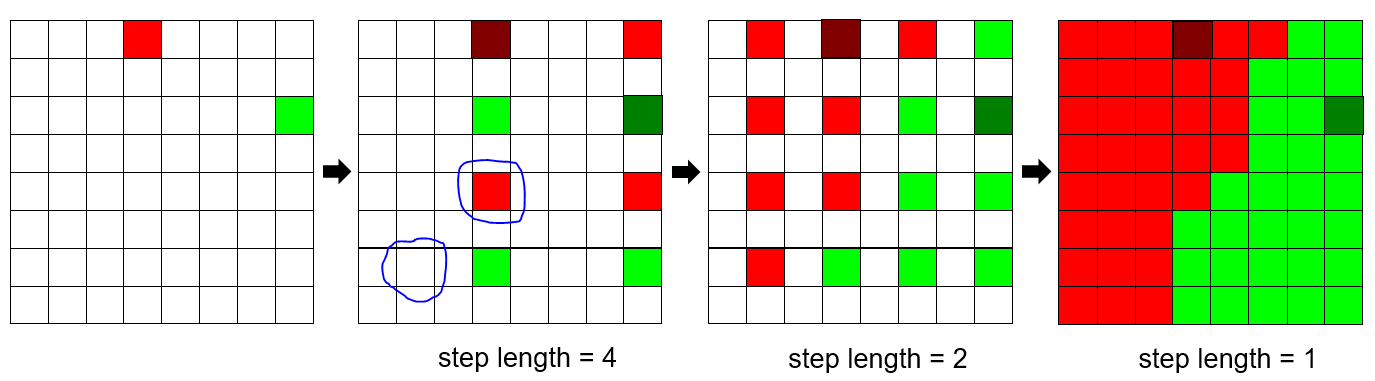 step length = 4
step length = 2
step length = 1